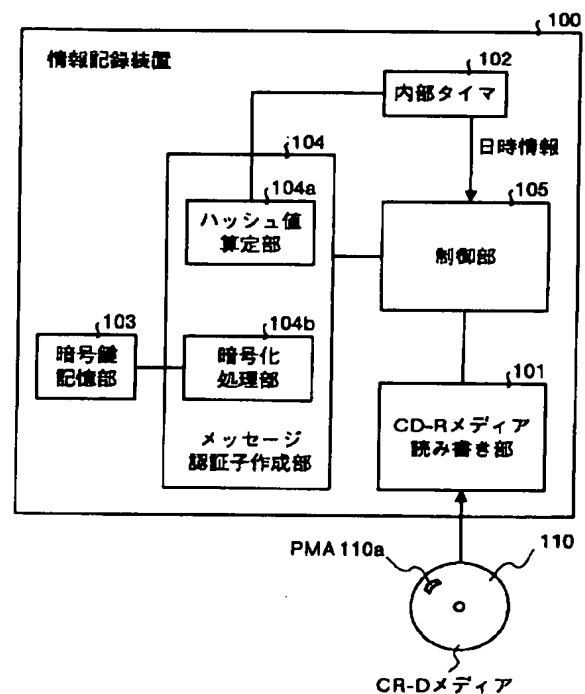 100
情報記録装置
102
内部タイマ
日時情報
104
104a
ハッシュ値
算定部
105
制御部
103
暗号鍵
記憶部
104b
暗号化
処理部
メッセージ
認証子作成部
101
CD-Rメディア
読み書き部
PMA110a
110
CR-Dメディア